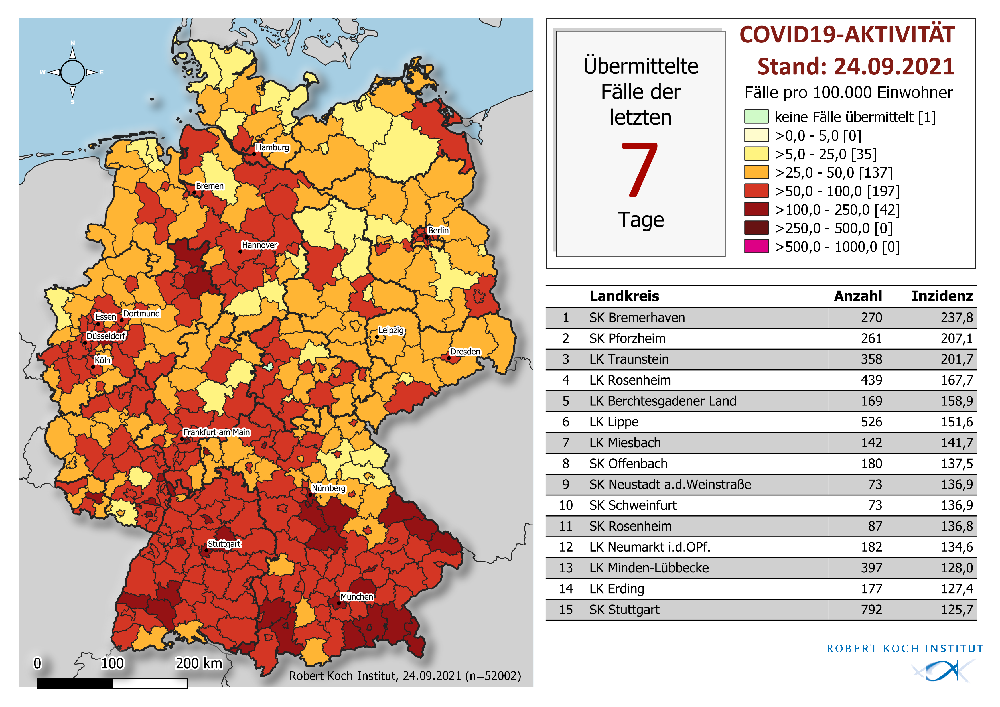 N
W
E
S
Hamburg
Bremen
Berlin
Hannover
Essen
Dortmund
Düsseldorf
Leipzig
Köln
Dresden
Frankfurt am Main
Nürnberg
Stuttgart
München
0 100 200 km
Robert Koch-Institut, 24.09.2021 (n=52002)
Übermittelte
Fälle der
letzten
7
Tage
COVID19-AKTIVITÄT
Stand: 24.09.2021
Fälle pro 100.000 Einwohner
keine Fälle übermittelt [1]
>0,0 - 5,0 [0]
>5,0 - 25,0 [35]
>25,0 - 50,0 [137]
>50,0 - 100,0 [197]
>100,0 - 250,0 [42]
>250,0 - 500,0 [0]
>500,0 - 1000,0 [0]
Landkreis Anzahl Inzidenz
1 SK Bremerhaven 270 237,8
2 SK Pforzheim 261 207,1
3 LK Traunstein 358 201,7
4 LK Rosenheim 439 167,7
5 LK Berchtesgadener Land 169 158,9
6 LK Lippe 526 151,6
7 LK Miesbach 142 141,7
8 SK Offenbach 180 137,5
9 SK Neustadt a.d.Weinstraße 73 136,9
10 SK Schweinfurt 73 136,9
11 SK Rosenheim 87 136,8
12 LK Neumarkt i.d.OPf. 182 134,6
13 LK Minden-Lübbecke 397 128,0
14 LK Erding 177 127,4
15 SK Stuttgart 792 125,7
ROBERT KOCH INSTITUT